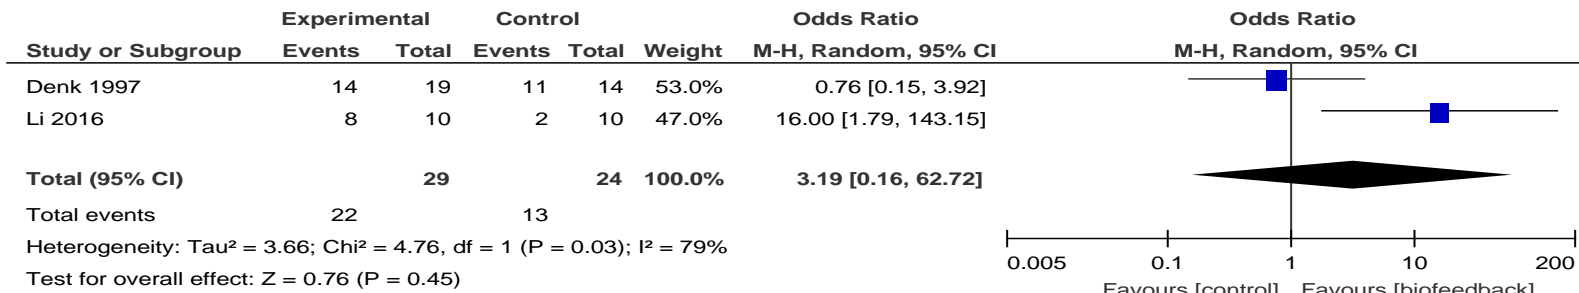 Experimental Control Odds Ratio Odds Ratio
Study or Subgroup Events Total Events Total Weight M-H, Random, 95% CI M-H, Random, 95% CI
Denk 1997 14 19 11 14 53.0% 0.76 [0.15, 3.92]
Li 2016 8 10 2 10 47.0% 16.00 [1.79, 143.15]
Total (95% CI) 29 24 100.0% 3.19 [0.16, 62.72]
Total events 22 13
Heterogeneity: Tau² = 3.66; Chi² = 4.76, df = 1 (P = 0.03); I² = 79%
Test for overall effect: Z = 0.76 (P = 0.45)
0.005 0.1 1 10 200
Favours [control] Favours [biofeedback]